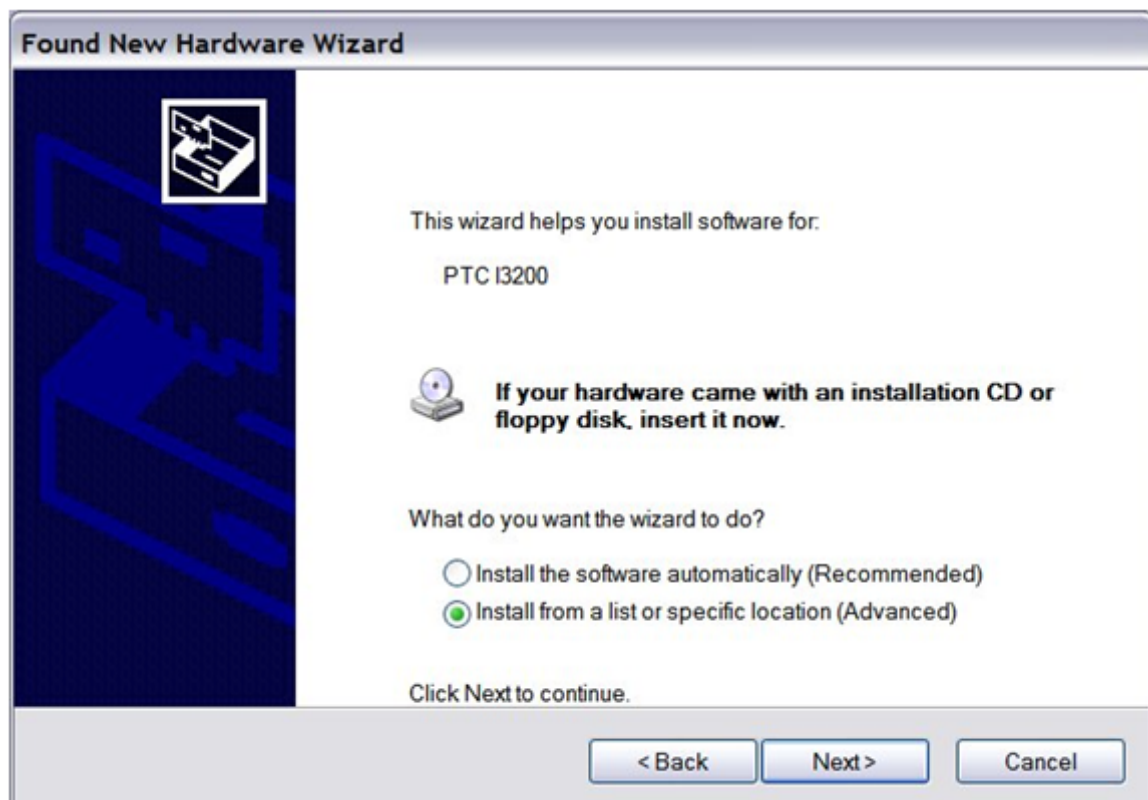 Found New Hardware Wizard
This wizard helps you install software for:
PTC I3200
If your hardware came with an installation CD or
floppy disk, insert it now.
What do you want the wizard to do?
Install the software automatically (Recommended)
Install from a list or specific location (Advanced)
Click Next to continue.
< Back Next > Cancel